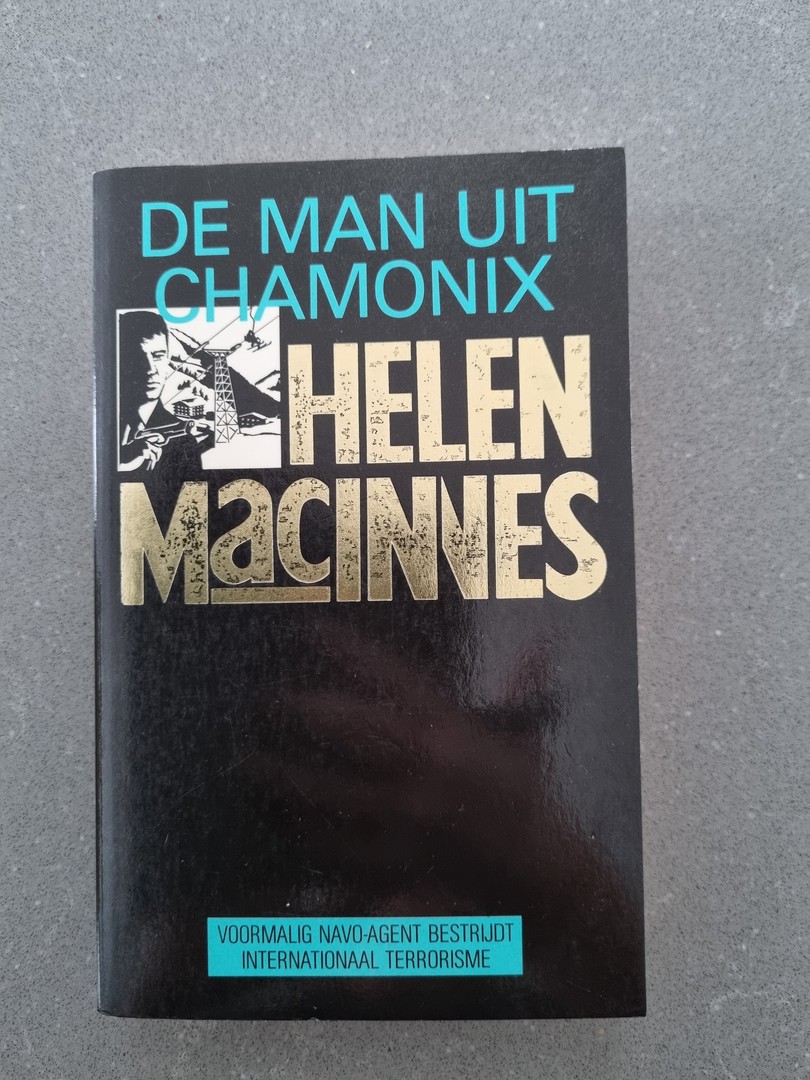 DE MAN UIT
CHAMONIX
HELEN
MacINNES
VOORMALIG NAVO-AGENT BESTRIJDT
INTERNATIONAAL TERRORISME